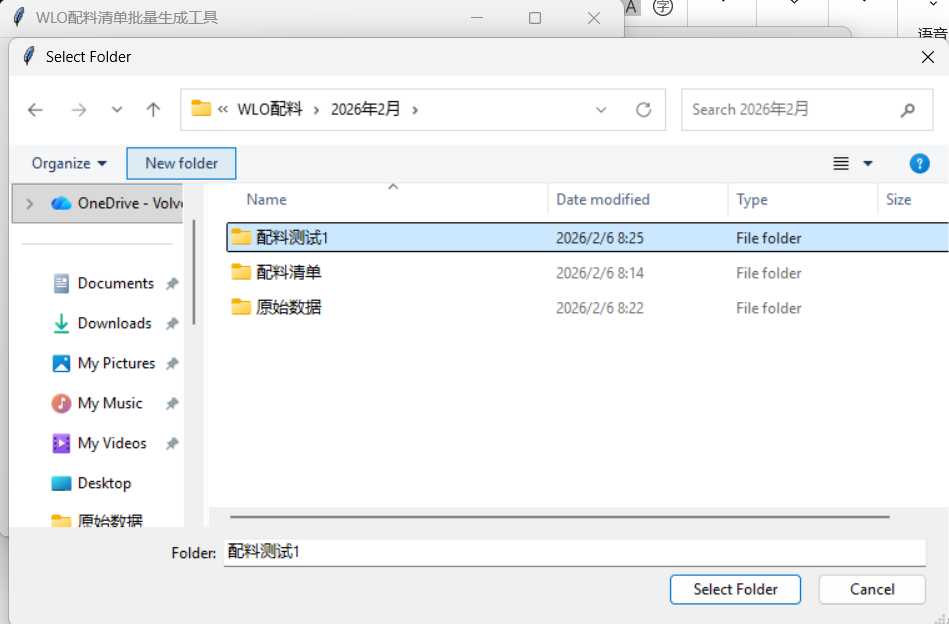 WLO配料清单批量生成工具
A 字
语音
Select Folder
« WLO配料 › 2026年2月 ›
Search 2026年2月
Organize
New folder
?
OneDrive - Volv
Documents
Downloads
My Pictures
My Music
My Videos
Desktop
原始数据
Name Date modified Type Size
配料测试1 2026/2/6 8:25 File folder
配料清单 2026/2/6 8:14 File folder
原始数据 2026/2/6 8:22 File folder
Folder: 配料测试1
Select Folder Cancel